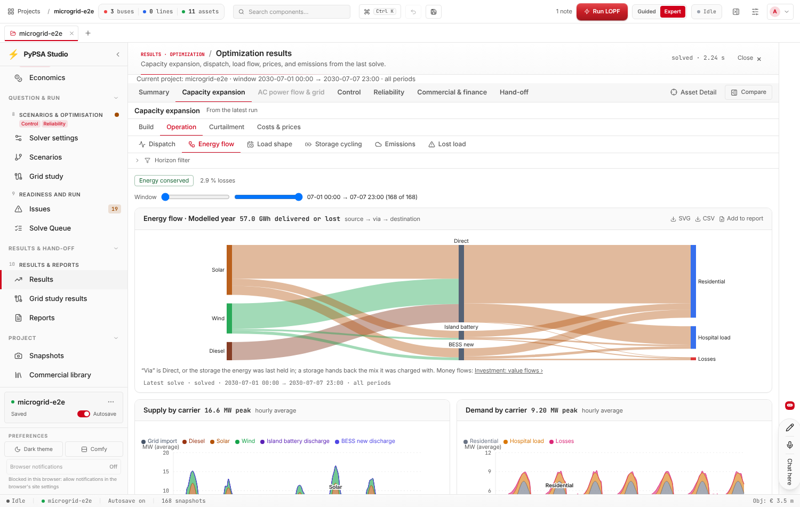 Projects / microgrid-e2e 3 buses 0 lines 11 assets Search components... Ctrl K 1 note Run LOPF Guided Expert Idle A
microgrid-e2e × +
PyPSA Studio
Economics
QUESTION & RUN
8 SCENARIOS & OPTIMISATION
Control Reliability
Solver settings
Scenarios
Grid study
9 READINESS AND RUN
Issues 19
Solve Queue
RESULTS & HAND-OFF
10 RESULTS & REPORTS
Results
Grid study results
Reports
PROJECT
Snapshots
Commercial library
microgrid-e2e ...
Saved Autosave
PREFERENCES
Dark theme Comfy
Browser notifications Off
Blocked in this browser: allow notifications in the browser's site settings
RESULTS · OPTIMIZATION / Optimization results
Capacity expansion, dispatch, load flow, prices, and emissions from the last solve.
solved · 2.24 s Close ×
Current project: microgrid-e2e · window 2030-07-01 00:00 → 2030-07-07 23:00 · all periods
Summary Capacity expansion AC power flow & grid Control Reliability Commercial & finance Hand-off Asset Detail Compare
Capacity expansion From the latest run
Build Operation Curtailment Costs & prices
Dispatch Energy flow Load shape Storage cycling Emissions Lost load
Horizon filter
Energy conserved 2.9 % losses
Window 07-01 00:00 → 07-07 23:00 (168 of 168)
Energy flow · Modelled year 57.0 GWh delivered or lost source → via → destination SVG CSV Add to report
Direct
Solar
Residential
Wind
Island battery
Hospital load
BESS new
Diesel
Losses
"Via" is Direct, or the storage the energy was last held in; a storage hands back the mix it was charged with. Money flows: Investment: value flows ›
Latest solve · solved · 2030-07-01 00:00 → 2030-07-07 23:00 · all periods
Supply by carrier 16.6 MW peak hourly average
Grid import Diesel Solar Wind Island battery discharge BESS new discharge
MW (average)
20
15
10
Solar
Demand by carrier 9.20 MW peak hourly average
Residential Hospital load Losses
MW (average)
12
9
6
Residential
Chat here
Idle microgrid-e2e Autosave on 168 snapshots Obj: € 3.5 m